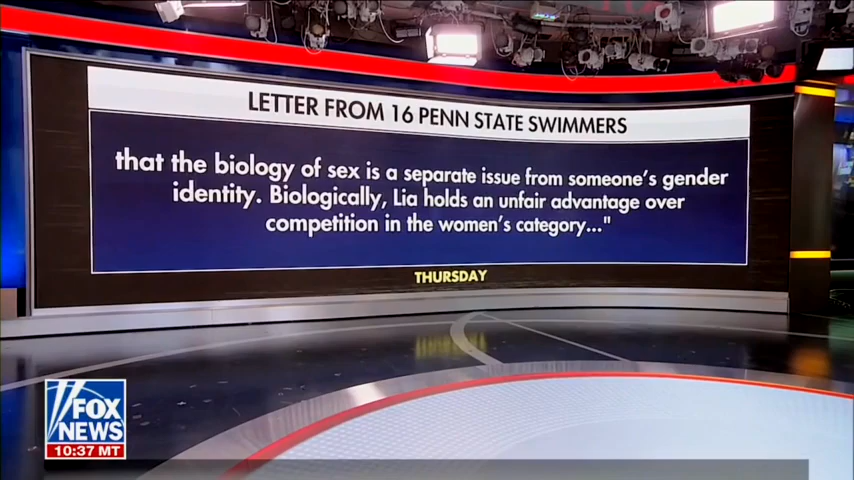 LETTER FROM 16 PENN STATE SWIMMERS
that the biology of sex is a separate issue from someone's gender
identity. Biologically, Lia holds an unfair advantage over
competition in the women's category..."
THURSDAY
FOX
NEWS
10:37 MT